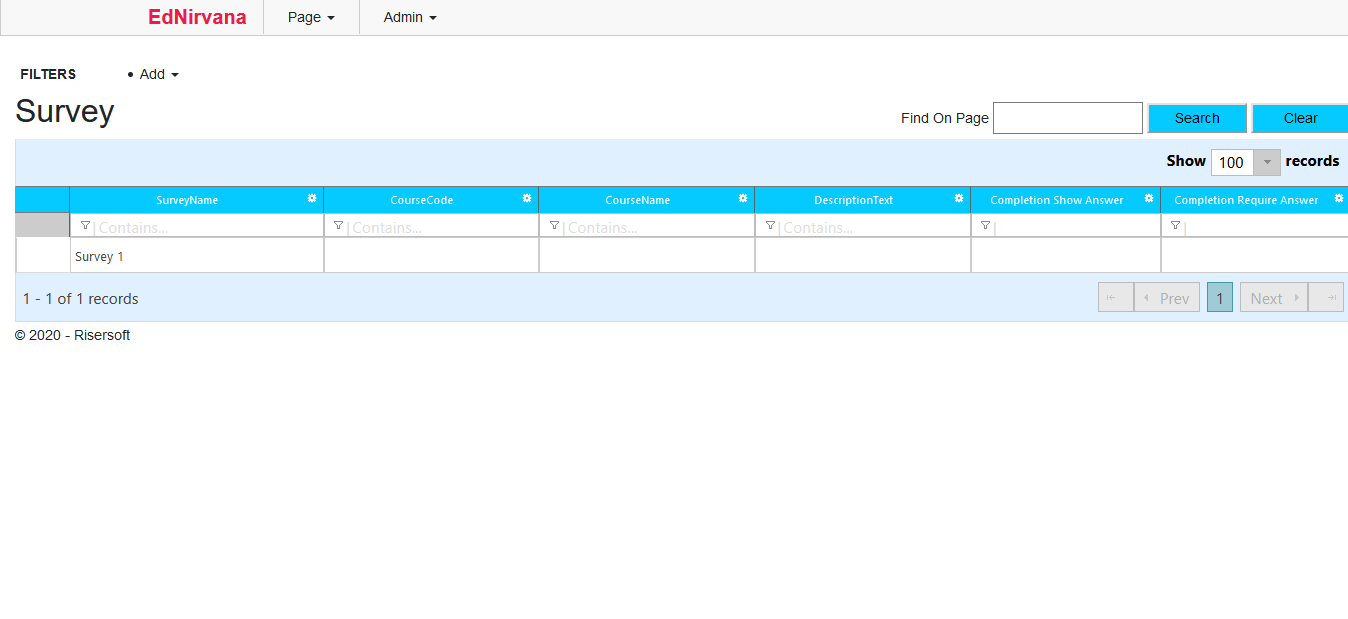 EdNirvana Page Admin
FILTERS • Add
Survey
Find On Page Search Clear
Show 100 records
SurveyName CourseCode CourseName DescriptionText Completion Show Answer Completion Require Answer
Contains... Contains... Contains... Contains...
Survey 1
1 - 1 of 1 records Prev 1 Next
© 2020 - Risersoft